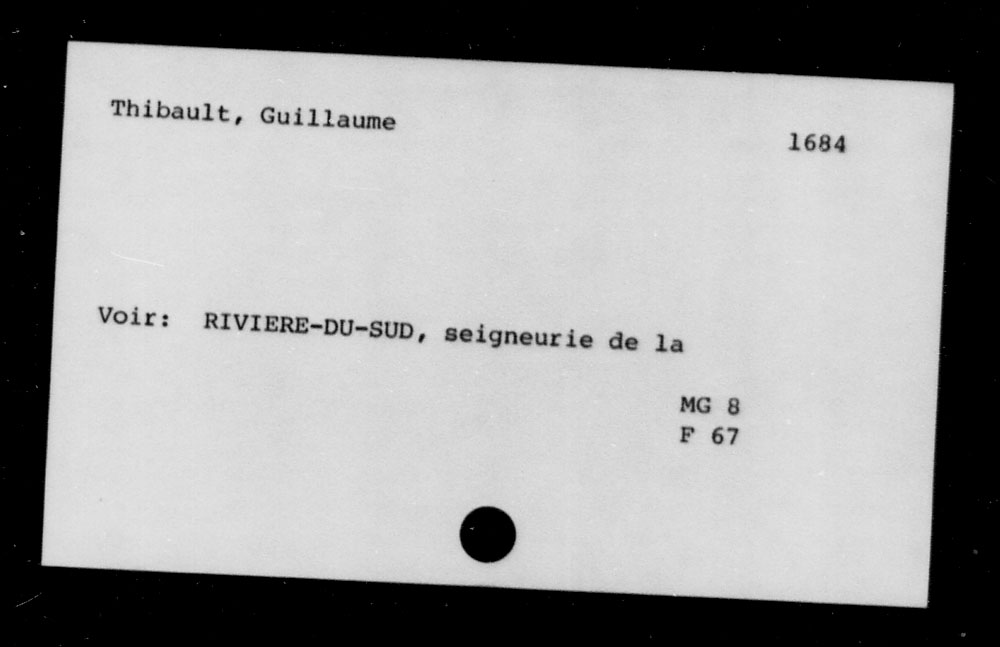 Thibault, Guillaume
1684
Voir: RIVIERE-DU-SUD, seigneurie de la
MG 8
F 67